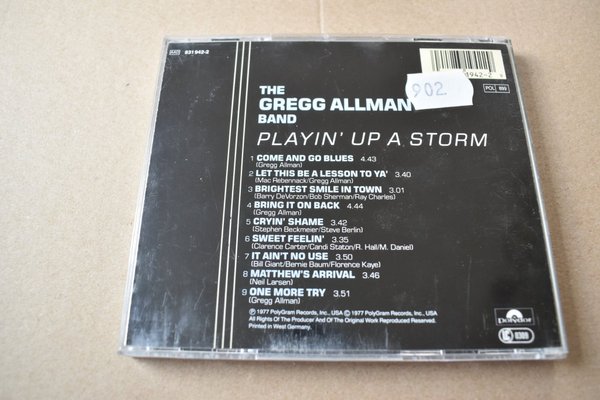 AAD 831 942-2
902
1942-2
POL 899
THE
GREGG ALLMAN
BAND
PLAYIN' UP A STORM
1 COME AND GO BLUES 4.43
(Gregg Allman)
2 LET THIS BE A LESSON TO YA' 3.40
(Mac Rebennack/Gregg Allman)
3 BRIGHTEST SMILE IN TOWN 3.01
(Barry DeVorzon/Bob Sherman/Ray Charles)
4 BRING IT ON BACK 4.44
(Gregg Allman)
5 CRYIN' SHAME 3.42
(Stephen Beckmeier/Steve Berlin)
6 SWEET FEELIN' 3.35
(Clarence Carter/Candi Staton/R. Hall/M. Daniel)
7 IT AIN'T NO USE 3.50
(Bill Giant/Bernie Baum/Florence Kaye)
8 MATTHEW'S ARRIVAL 3.46
(Neil Larsen)
9 ONE MORE TRY 3.51
(Gregg Allman)
℗ 1977 PolyGram Records, Inc., USA © 1977 PolyGram Records, Inc., USA
All Rights Of The Producer And Of The Original Work Reproduced Reserved.
Printed in West Germany.
polydor
LC 0309